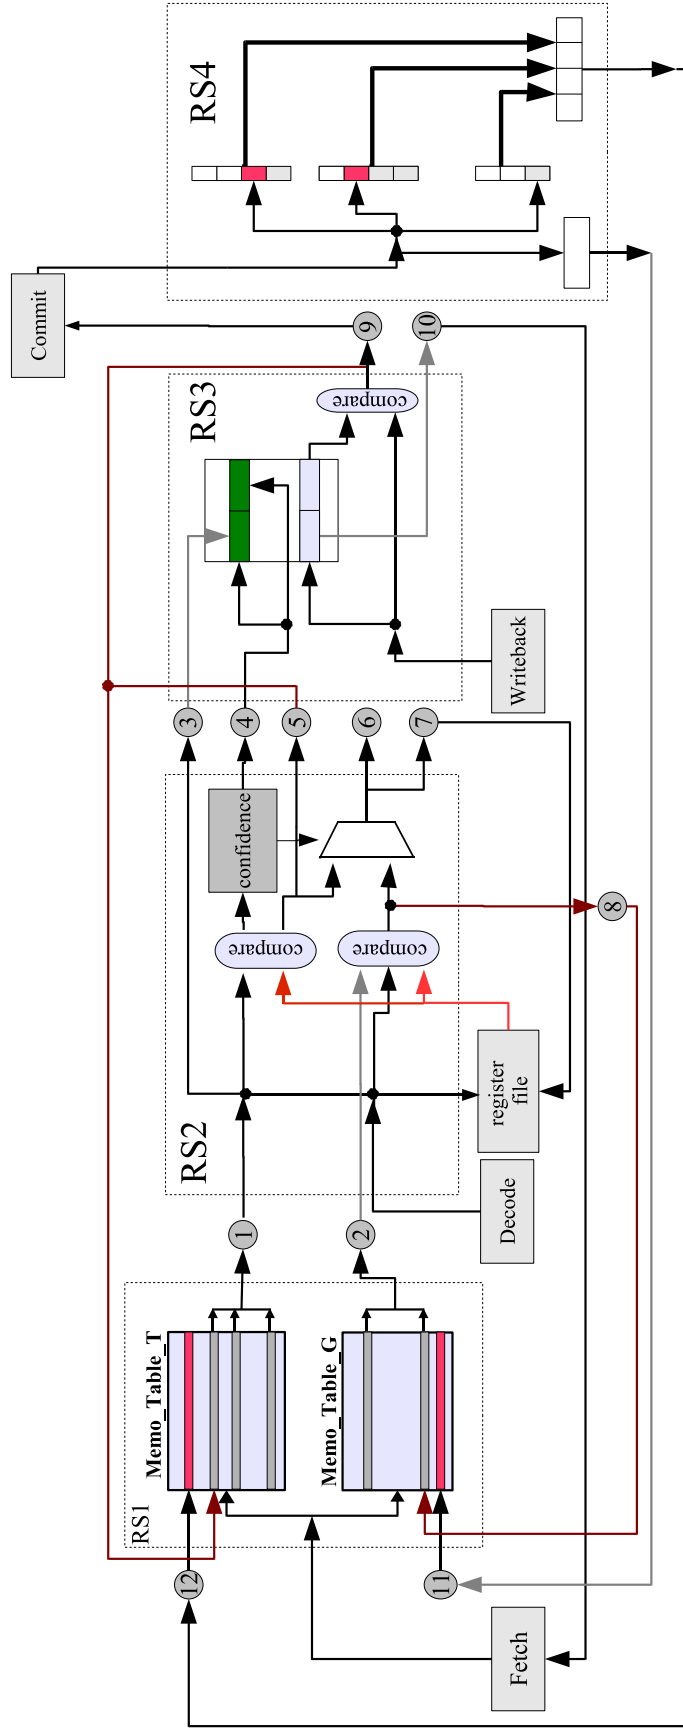 RS1
Memo_Table_T
Memo_Table_G
Fetch
12
11
1
2
RS2
Decode
register
file
compare
compare
confidence
3
4
5
6
7
8
RS3
Writeback
compare
9
10
Commit
RS4